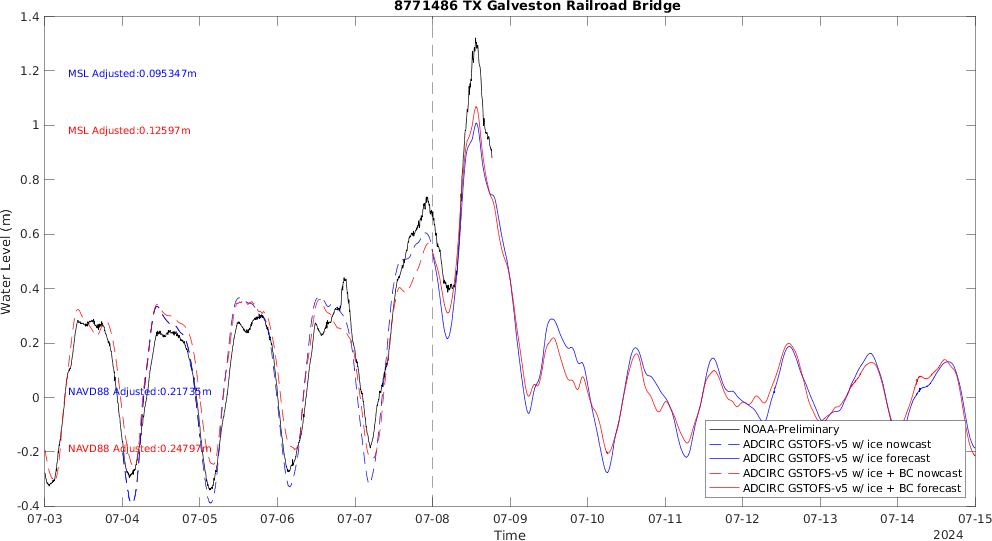 8771486 TX Galveston Railroad Bridge
1.4
1.2
1
0.8
0.6
0.4
0.2
0
-0.2
-0.4
Water Level (m)
MSL Adjusted:0.095347m
MSL Adjusted:0.12597m
NAVD88 Adjusted:0.21735m
NAVD88 Adjusted:0.24797m
NOAA-Preliminary
ADCIRC GSTOFS-v5 w/ ice nowcast
ADCIRC GSTOFS-v5 w/ ice forecast
ADCIRC GSTOFS-v5 w/ ice + BC nowcast
ADCIRC GSTOFS-v5 w/ ice + BC forecast
07-03 07-04 07-05 07-06 07-07 07-08 07-09 07-10 07-11 07-12 07-13 07-14 07-15
Time
2024